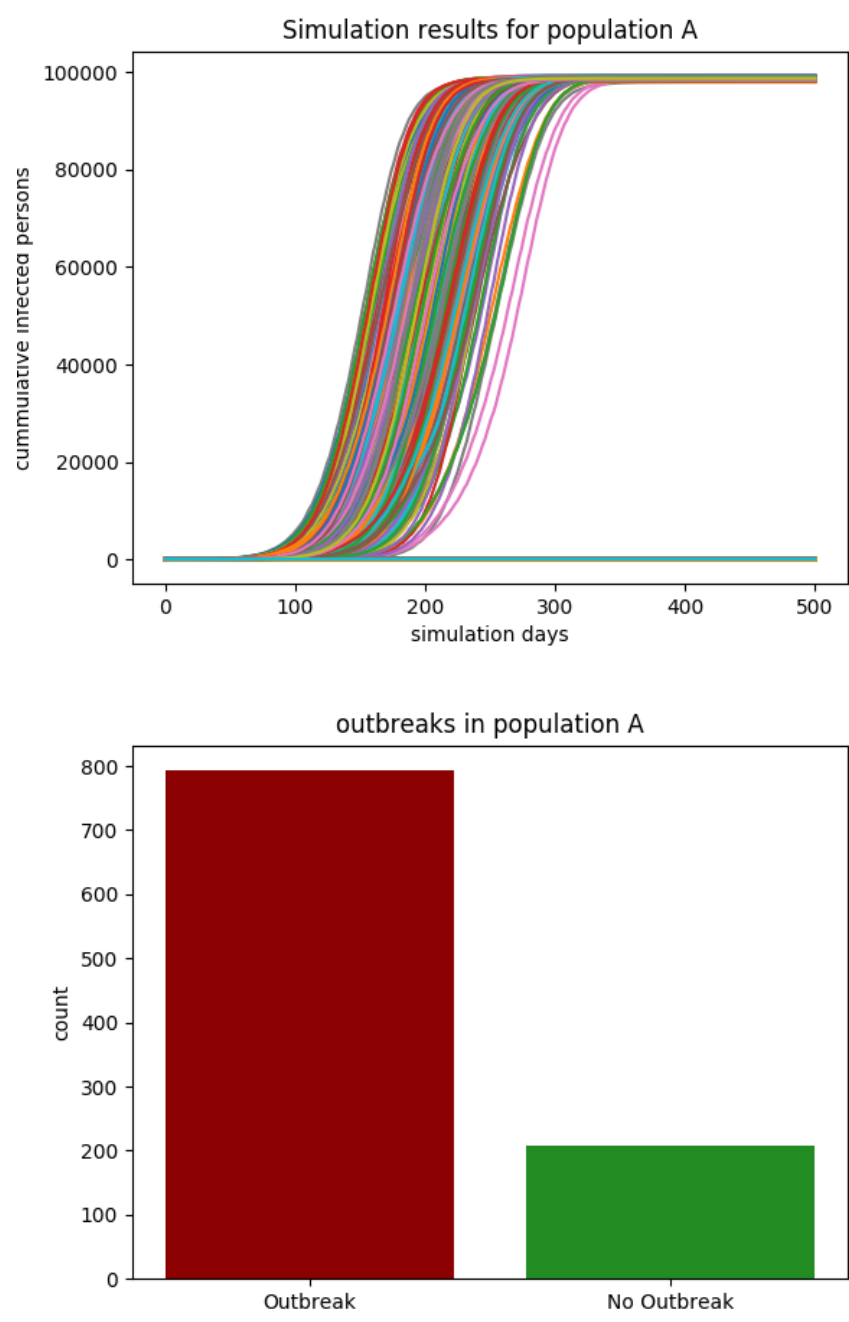 Simulation results for population A
cummulative infected persons
100000
80000
60000
40000
20000
0
0 100 200 300 400 500
simulation days
outbreaks in population A
count
800
700
600
500
400
300
200
100
0
Outbreak No Outbreak